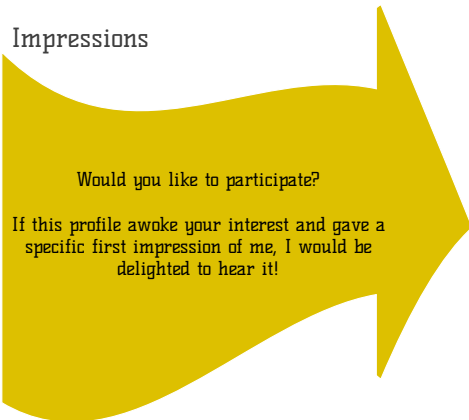 Impressions
Would you like to participate?
If this profile awoke your interest and gave a
specific first impression of me, I would be
delighted to hear it!